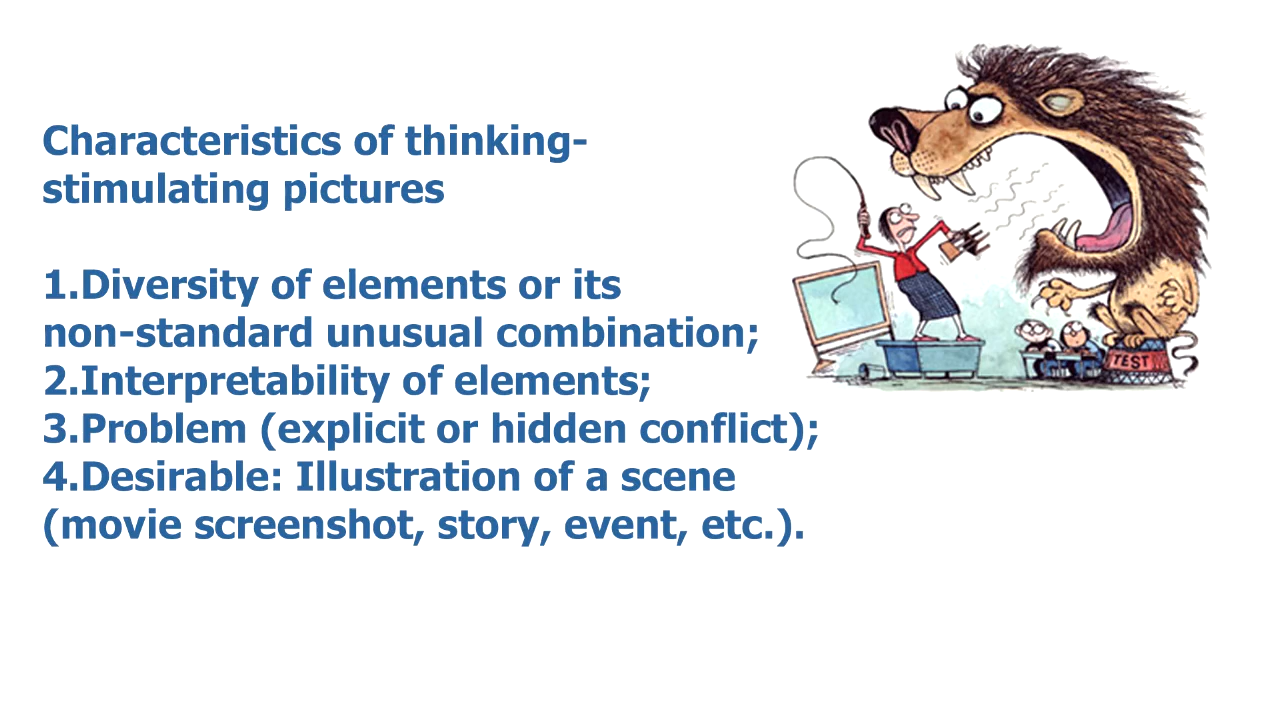 Characteristics of thinking-
stimulating pictures
1.Diversity of elements or its
non-standard unusual combination;
2.Interpretability of elements;
3.Problem (explicit or hidden conflict);
4.Desirable: Illustration of a scene
(movie screenshot, story, event, etc.).
TEST